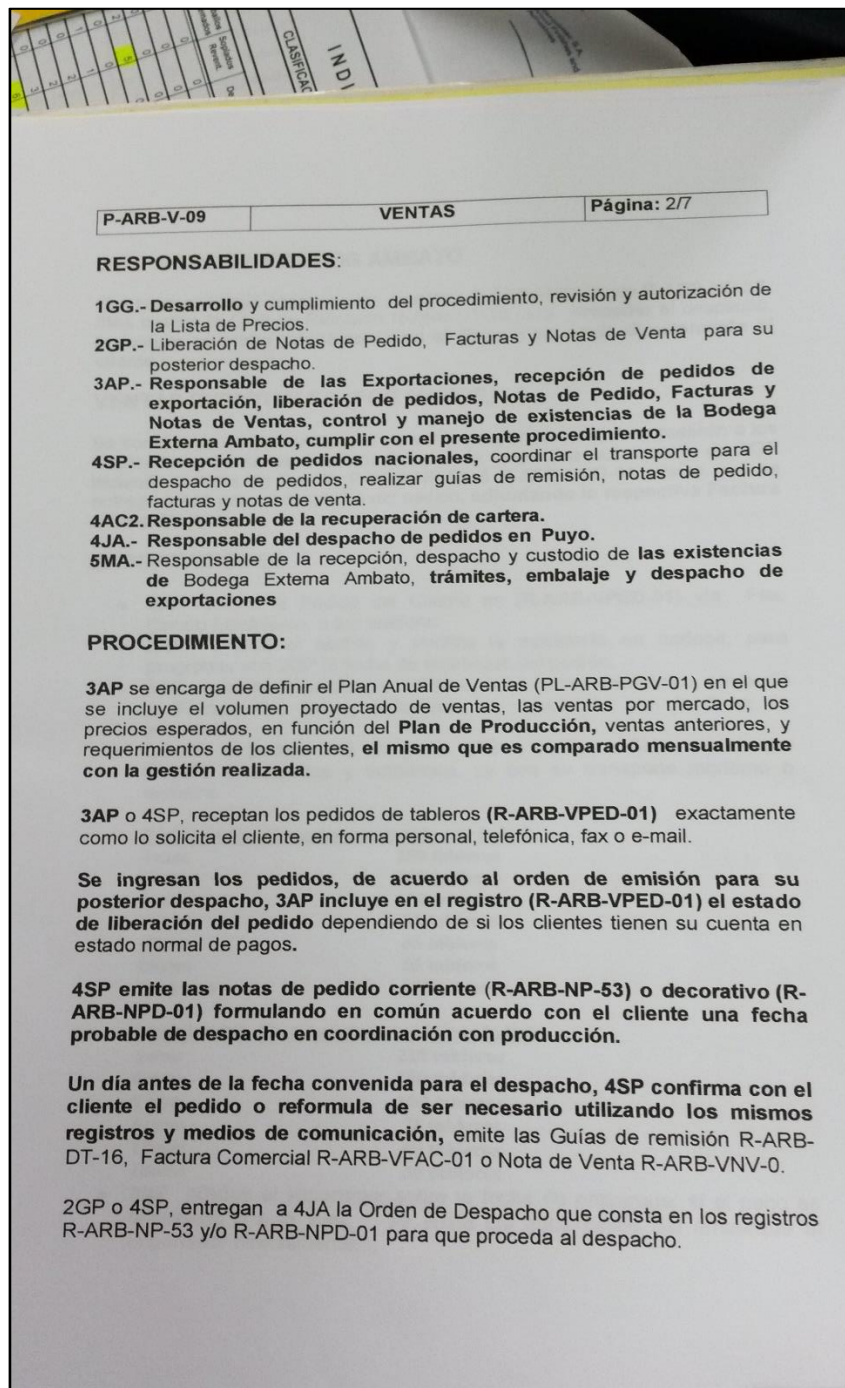 INDI
CLASIFICAC
Soplados
Revent.
De
P-ARB-V-09 VENTAS Página: 2/7
RESPONSABILIDADES:
1GG.- Desarrollo y cumplimiento del procedimiento, revisión y autorización de
la Lista de Precios.
2GP.- Liberación de Notas de Pedido, Facturas y Notas de Venta para su
posterior despacho.
3AP.- Responsable de las Exportaciones, recepción de pedidos de
exportación, liberación de pedidos, Notas de Pedido, Facturas y
Notas de Ventas, control y manejo de existencias de la Bodega
Externa Ambato, cumplir con el presente procedimiento.
4SP.- Recepción de pedidos nacionales, coordinar el transporte para el
despacho de pedidos, realizar guías de remisión, notas de pedido,
facturas y notas de venta.
4AC2. Responsable de la recuperación de cartera.
4JA.- Responsable del despacho de pedidos en Puyo.
5MA.- Responsable de la recepción, despacho y custodio de las existencias
de Bodega Externa Ambato, trámites, embalaje y despacho de
exportaciones
PROCEDIMIENTO:
3AP se encarga de definir el Plan Anual de Ventas (PL-ARB-PGV-01) en el que
se incluye el volumen proyectado de ventas, las ventas por mercado, los
precios esperados, en función del Plan de Producción, ventas anteriores, y
requerimientos de los clientes, el mismo que es comparado mensualmente
con la gestión realizada.
3AP o 4SP, receptan los pedidos de tableros (R-ARB-VPED-01) exactamente
como lo solicita el cliente, en forma personal, telefónica, fax o e-mail.
Se ingresan los pedidos, de acuerdo al orden de emisión para su
posterior despacho, 3AP incluye en el registro (R-ARB-VPED-01) el estado
de liberación del pedido dependiendo de si los clientes tienen su cuenta en
estado normal de pagos.
4SP emite las notas de pedido corriente (R-ARB-NP-53) o decorativo (R-
ARB-NPD-01) formulando en común acuerdo con el cliente una fecha
probable de despacho en coordinación con producción.
Un día antes de la fecha convenida para el despacho, 4SP confirma con el
cliente el pedido o reformula de ser necesario utilizando los mismos
registros y medios de comunicación, emite las Guías de remisión R-ARB-
DT-16, Factura Comercial R-ARB-VFAC-01 o Nota de Venta R-ARB-VNV-0.
2GP o 4SP, entregan a 4JA la Orden de Despacho que consta en los registros
R-ARB-NP-53 y/o R-ARB-NPD-01 para que proceda al despacho.